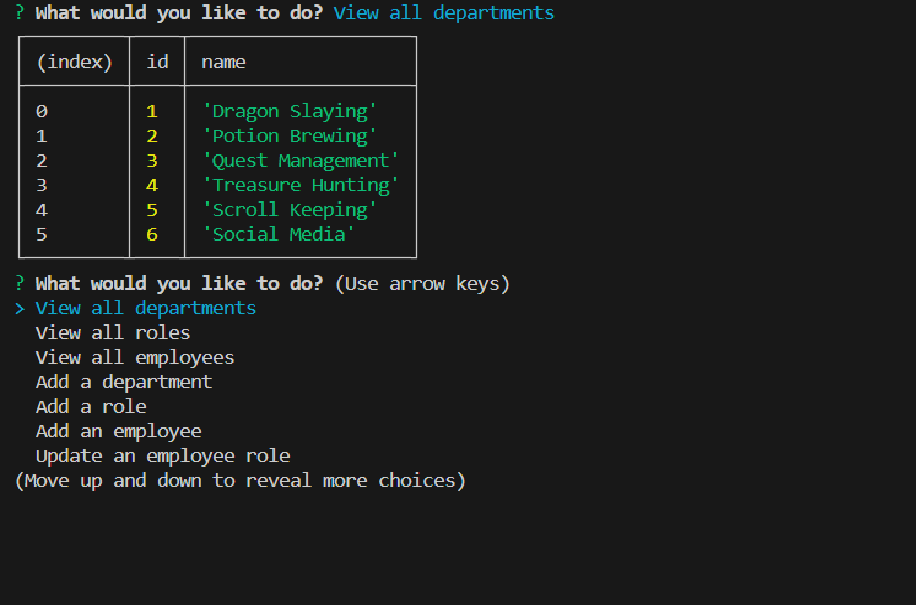 ? What would you like to do? View all departments
(index) id name
0 1 'Dragon Slaying'
1 2 'Potion Brewing'
2 3 'Quest Management'
3 4 'Treasure Hunting'
4 5 'Scroll Keeping'
5 6 'Social Media'
? What would you like to do? (Use arrow keys)
> View all departments
View all roles
View all employees
Add a department
Add a role
Add an employee
Update an employee role
(Move up and down to reveal more choices)